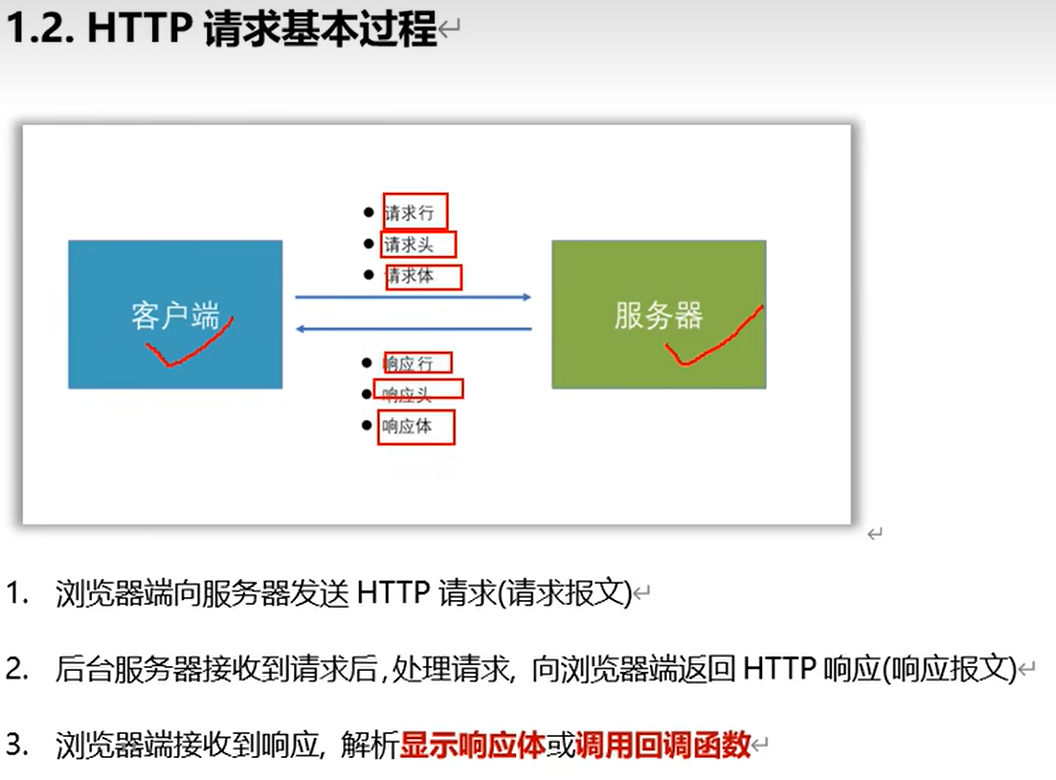 1.2. HTTP 请求基本过程
请求行
请求头
请求体
客户端
服务器
响应行
响应头
响应体
1. 浏览器端向服务器发送 HTTP 请求(请求报文)
2. 后台服务器接收到请求后,处理请求, 向浏览器端返回 HTTP 响应(响应报文)
3. 浏览器端接收到响应, 解析显示响应体或调用回调函数